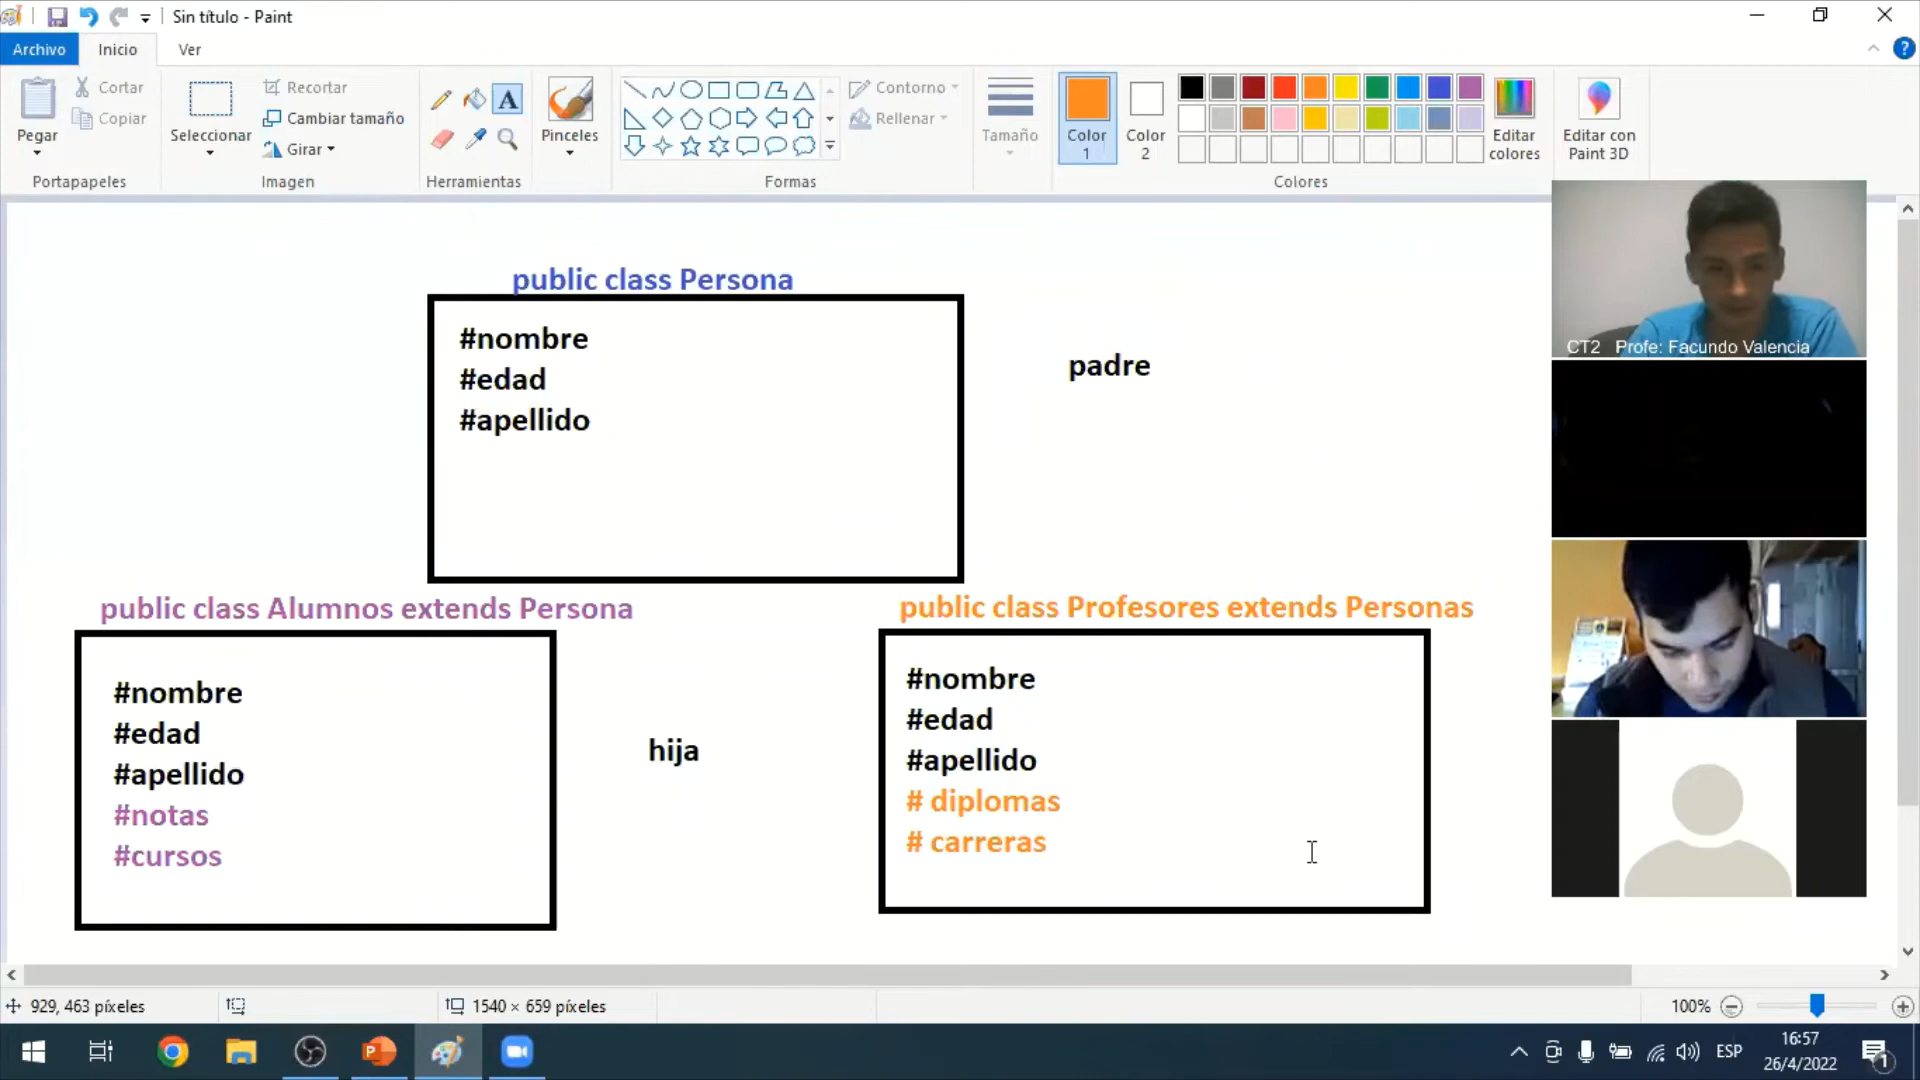 Sin título - Paint
Archivo
Inicio
Ver
Pegar
Cortar
Copiar
Portapapeles
Seleccionar
Recortar
Cambiar tamaño
Girar
Imagen
A
Herramientas
Pinceles
Contorno
Rellenar
Formas
Tamaño
Color
1
Color
2
Editar
colores
Colores
Editar con
Paint 3D
public class Persona
#nombre
#edad
#apellido
padre
public class Alumnos extends Persona
#nombre
#edad
#apellido
#notas
#cursos
hija
public class Profesores extends Personas
#nombre
#edad
#apellido
# diplomas
# carreras
CT2 Profe: Facundo Valencia
929, 463 píxeles
1540 × 659 píxeles
100%
P
ESP
16:57
26/4/2022
1